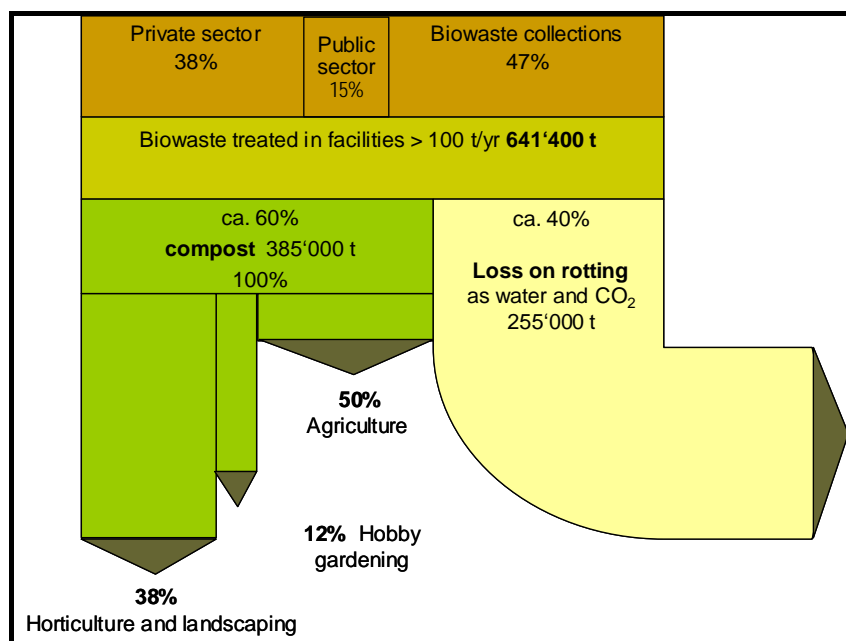 Private sector
38%
Public
sector
15%
Biowaste collections
47%
Biowaste treated in facilities > 100 t/yr 641‘400 t
ca. 60%
compost 385‘000 t
100%
ca. 40%
Loss on rotting
as water and CO₂
255‘000 t
50%
Agriculture
12% Hobby
gardening
38%
Horticulture and landscaping